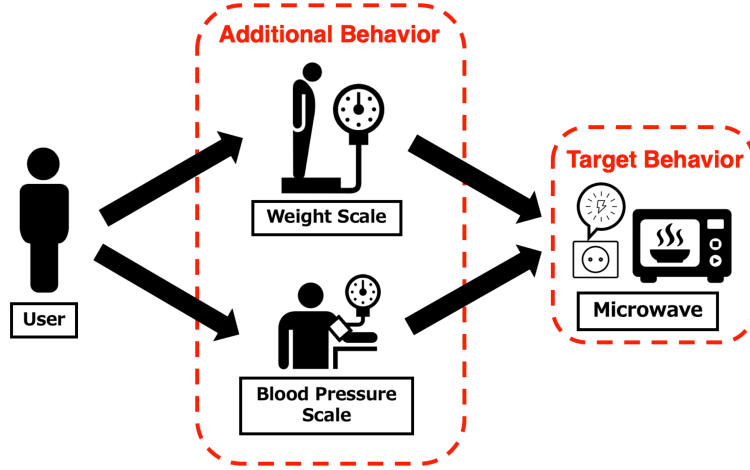 Additional Behavior
Weight Scale
User
Blood Pressure
Scale
Target Behavior
Microwave